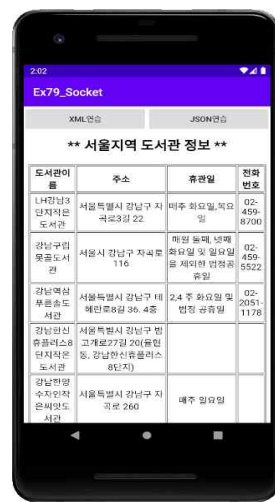 2:02
Ex79_Socket
XML연습
JSON연습
** 서울지역 도서관 정보 **
도서관이
름
주소
휴관일
전화
번호
LH강남3
단지작은
도서관
서울특별시 강남구 자
곡로3길 22
매주 화요일,목요
일
02-
459-
8700
강남구립
못골도서
관
서울시 강남구 자곡로
116
매월 둘째, 넷째
화요일 및 일요일
을 제외한 법정공
휴일
02-
459-
5522
강남역삼
푸른솔도
서관
서울특별시 강남구 테
헤란로8길 36. 4층
2,4 주 화요일 및
법정 공휴일
02-
2051-
1178
강남한신
휴플러스8
단지작은
도서관
서울특별시 강남구 밤
고개로27길 20(율현
동, 강남한신휴플러스
8단지)
강남한양
수자인작
은씨앗도
서관
서울특별시 강남구 자
곡로 260
매주 일요일